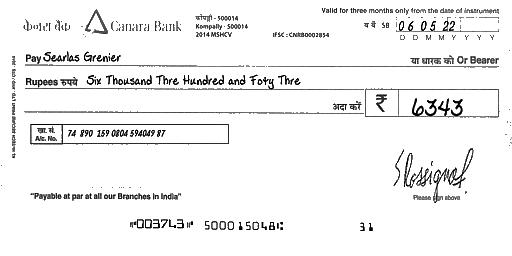 केनरा बैंक Canara Bank
कोंपल्ली - 500014
Kompally - 500014
2014 MSHCV
IFSC : CNRB0002854
Valid for three months only from the date of instrument
SB 06 05 22
D D M M Y Y Y Y
Pay Searlas Grenier या धारक को Or Bearer
Rupees रुपये Six Thousand Thre Hundred and Foty Thre
अदा करें ₹ 6343
खा. सं.
A/c. No. 74 890 159 0804 594049 87
Rossignol
Please sign above
"Payable at par at all our Branches in India"
⑈003743⑈ 500015048⑆ 31